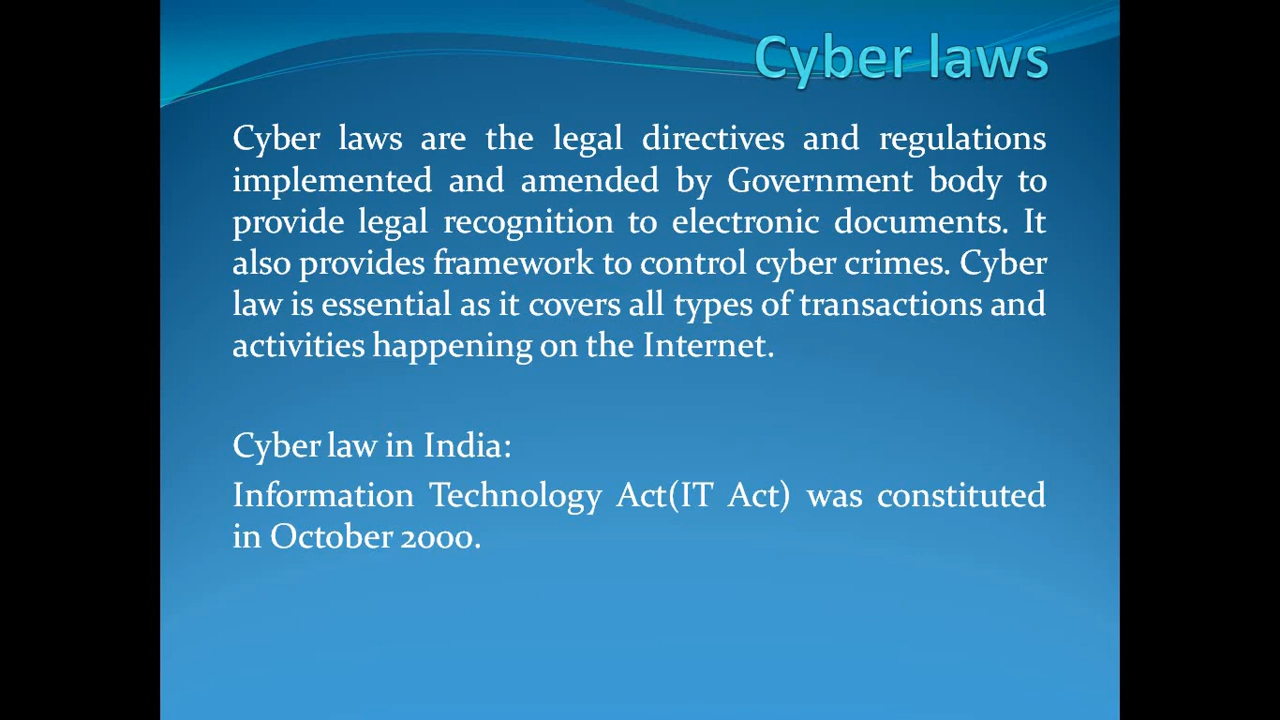 Cyber laws
Cyber laws are the legal directives and regulations
implemented and amended by Government body to
provide legal recognition to electronic documents. It
also provides framework to control cyber crimes. Cyber
law is essential as it covers all types of transactions and
activities happening on the Internet.
Cyber law in India:
Information Technology Act(IT Act) was constituted
in October 2000.